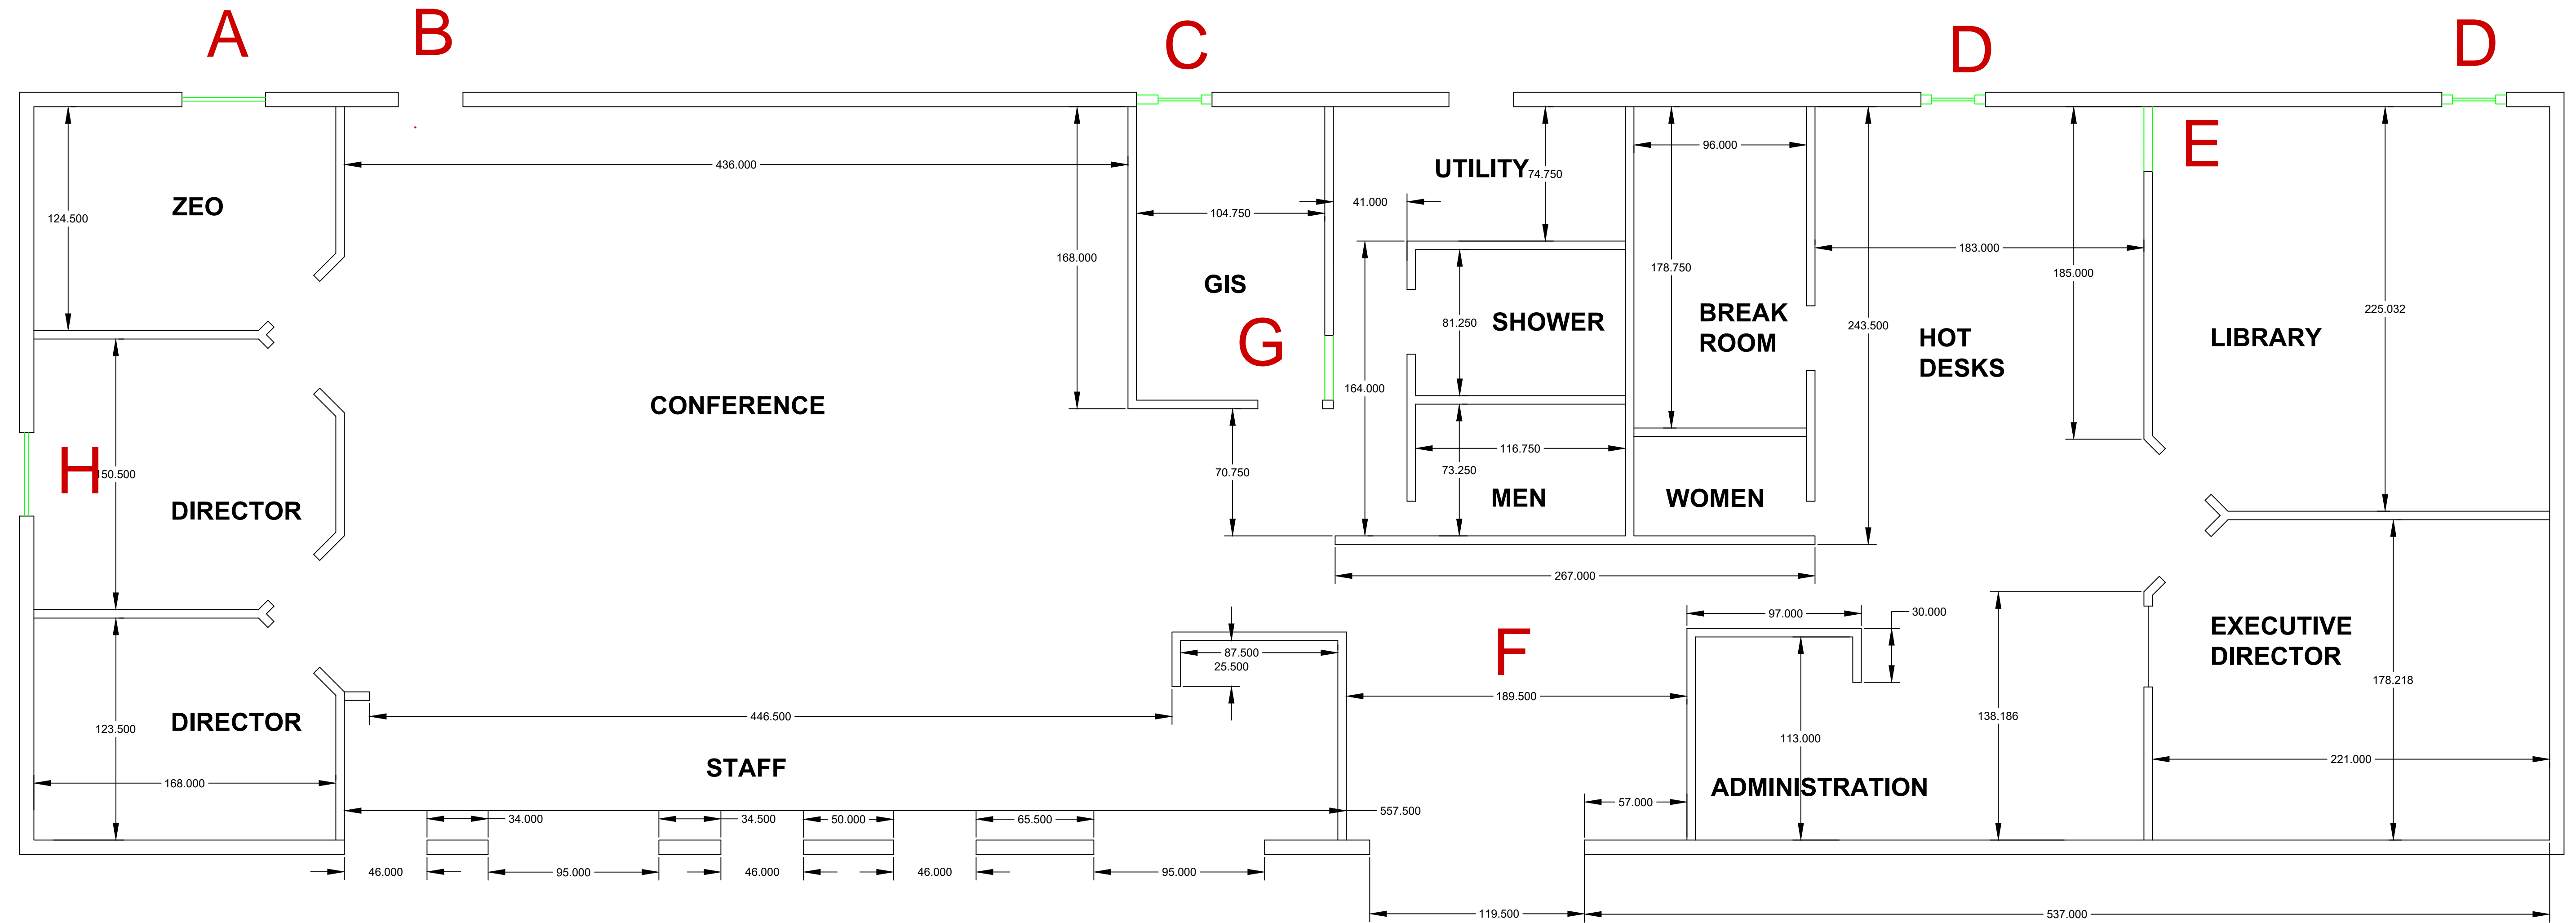 A
B
C
D
D
E
ZEO
124.500
436.000
168.000
104.750
GIS
G
UTILITY
74.750
41.000
96.000
178.750
183.000
185.000
243.500
225.032
164.000
81.250
SHOWER
BREAK
ROOM
HOT
DESKS
LIBRARY
CONFERENCE
H
150.500
DIRECTOR
70.750
116.750
73.250
MEN
WOMEN
267.000
97.000
30.000
F
87.500
25.500
EXECUTIVE
DIRECTOR
178.218
189.500
446.500
138.186
DIRECTOR
123.500
113.000
STAFF
168.000
ADMINISTRATION
221.000
57.000
557.500
34.000
34.500
50.000
65.500
46.000
95.000
46.000
46.000
95.000
119.500
537.000